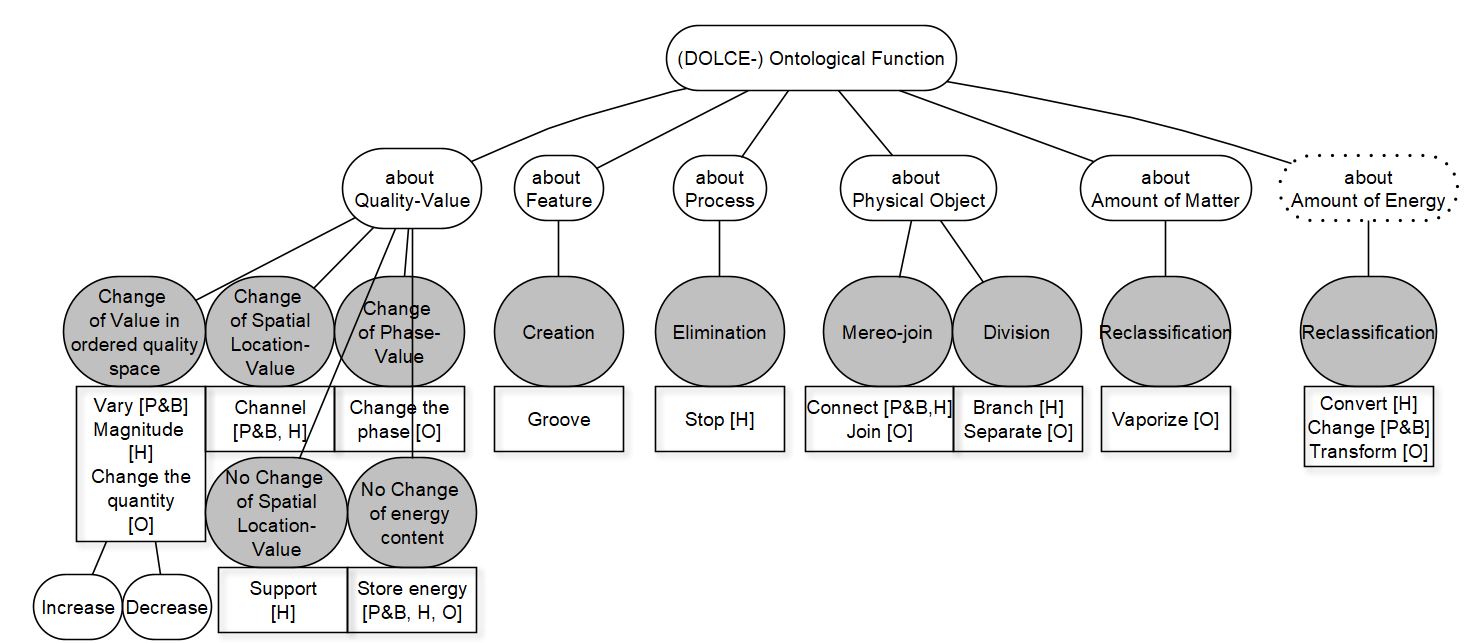 (DOLCE-) Ontological Function
about
Quality-Value
about
Feature
about
Process
about
Physical Object
about
Amount of Matter
about
Amount of Energy
Change
of Value in
ordered quality
space
Change
of Spatial
Location-
Value
Change
of Phase-
Value
Creation
Elimination
Mereo-join
Division
Reclassification
Reclassification
Vary [P&B]
Magnitude
[H]
Change the
quantity
[O]
Channel
[P&B, H]
Change the
phase [O]
Groove
Stop [H]
Connect [P&B,H]
Join [O]
Branch [H]
Separate [O]
Vaporize [O]
Convert [H]
Change [P&B]
Transform [O]
No Change
of Spatial
Location-
Value
No Change
of energy
content
Increase
Decrease
Support
[H]
Store energy
[P&B, H, O]